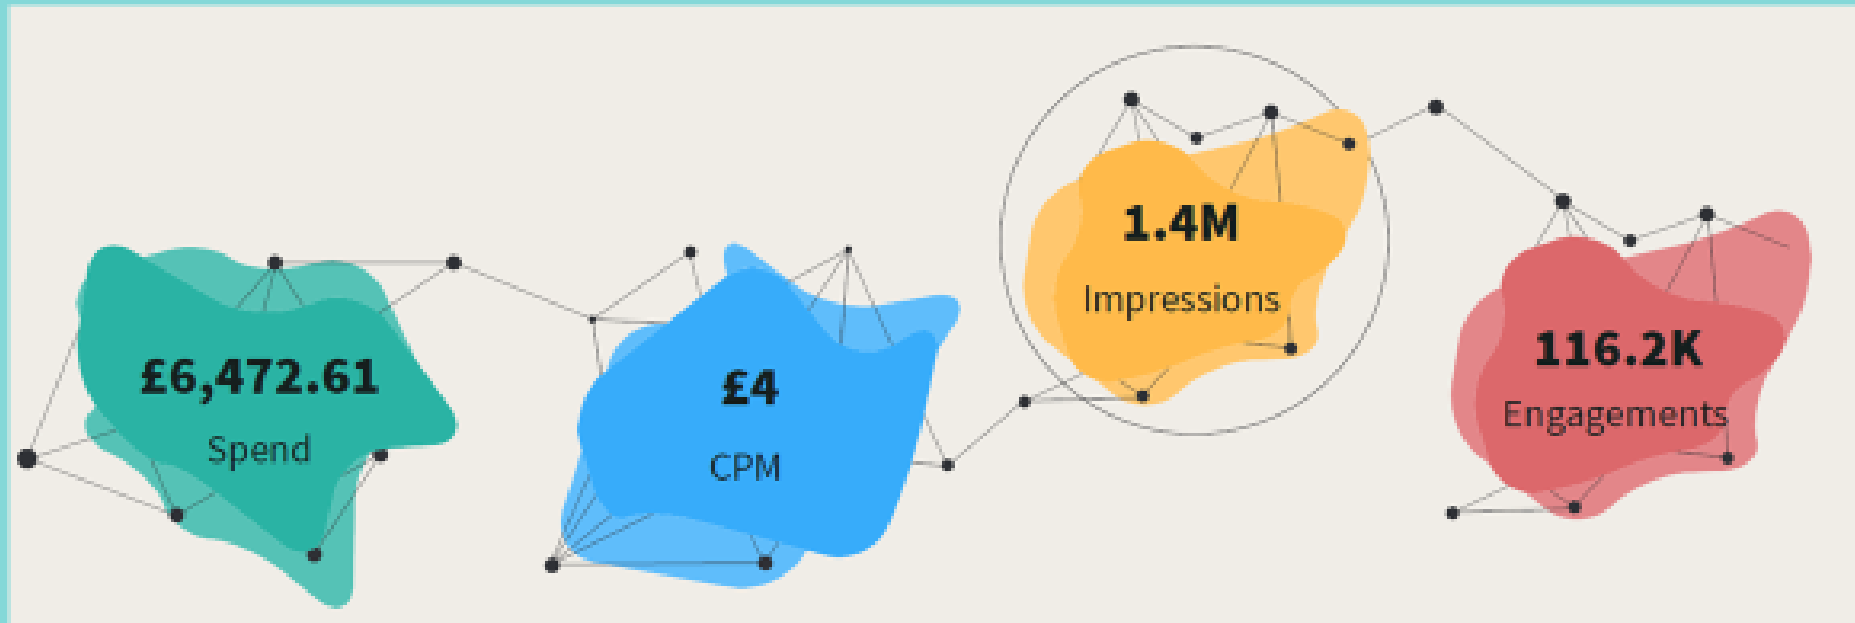 £6,472.61
Spend
£4
CPM
1.4M
Impressions
116.2K
Engagements